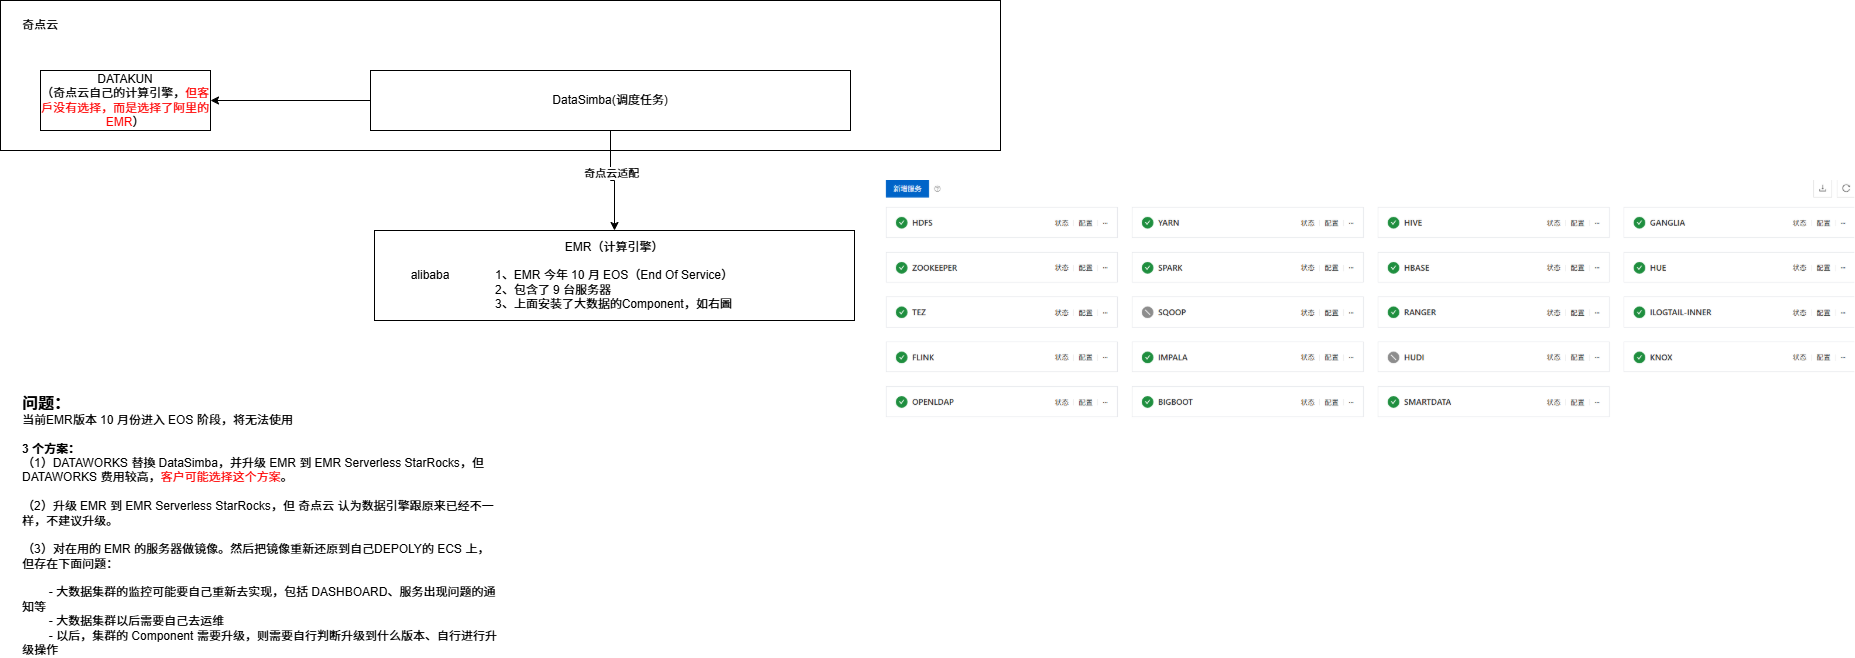 奇点云
DATAKUN
（奇点云自己的计算引擎，但客
戶没有选择，而是选择了阿里的
EMR）
DataSimba(调度任务)
奇点云适配
EMR（计算引擎）
alibaba
1、EMR 今年 10 月 EOS（End Of Service）
2、包含了 9 台服务器
3、上面安装了大数据的Component，如右圖
新增服务
HDFS 状态 配置 ...
YARN 状态 配置 ...
HIVE 状态 配置 ...
GANGLIA 状态 配置 ...
ZOOKEEPER 状态 配置 ...
SPARK 状态 配置 ...
HBASE 状态 配置 ...
HUE 状态 配置 ...
TEZ 状态 配置 ...
SQOOP 状态 配置 ...
RANGER 状态 配置 ...
ILOGTAIL-INNER 状态 配置 ...
FLINK 状态 配置 ...
IMPALA 状态 配置 ...
HUDI 状态 配置 ...
KNOX 状态 配置 ...
OPENLDAP 状态 配置 ...
BIGBOOT 状态 配置 ...
SMARTDATA 状态 配置 ...
问题：
当前EMR版本 10 月份进入 EOS 阶段，将无法使用
3 个方案：
（1）DATAWORKS 替換 DataSimba，并升级 EMR 到 EMR Serverless StarRocks，但
DATAWORKS 费用较高，客户可能选择这个方案。
（2）升级 EMR 到 EMR Serverless StarRocks，但 奇点云 认为数据引擎跟原来已经不一
样，不建议升级。
（3）对在用的 EMR 的服务器做镜像。然后把镜像重新还原到自己DEPOLY的 ECS 上，
但存在下面问题：
- 大数据集群的监控可能要自己重新去实现，包括 DASHBOARD、服务出现问题的通
知等
- 大数据集群以后需要自己去运维
- 以后，集群的 Component 需要升级，则需要自行判断升级到什么版本、自行进行升
级操作